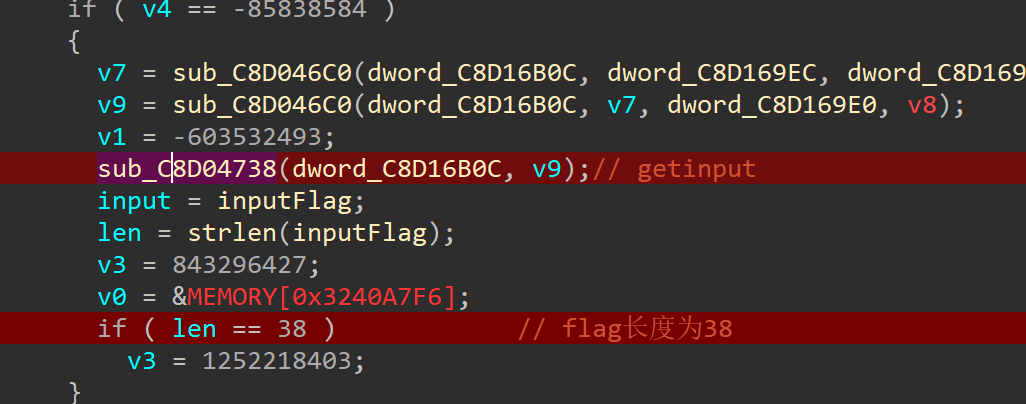 if ( v4 == -85838584 )
{
v7 = sub_C8D046C0(dword_C8D16B0C, dword_C8D169EC, dword_C8D169
v9 = sub_C8D046C0(dword_C8D16B0C, v7, dword_C8D169E0, v8);
v1 = -603532493;
sub_C8D04738(dword_C8D16B0C, v9);// getinput
input = inputFlag;
len = strlen(inputFlag);
v3 = 843296427;
v0 = &MEMORY[0x3240A7F6];
if ( len == 38 ) // flag长度为38
v3 = 1252218403;
}